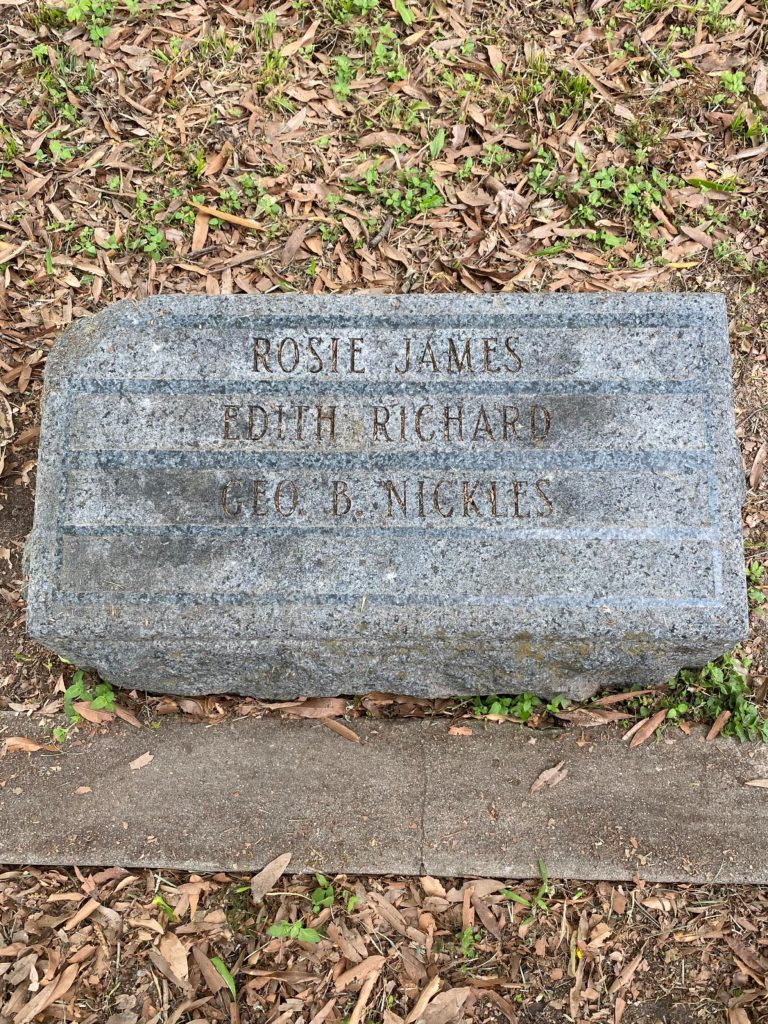 ROSIE JAMES
EDITH RICHARD
GEO. B. NICKLES